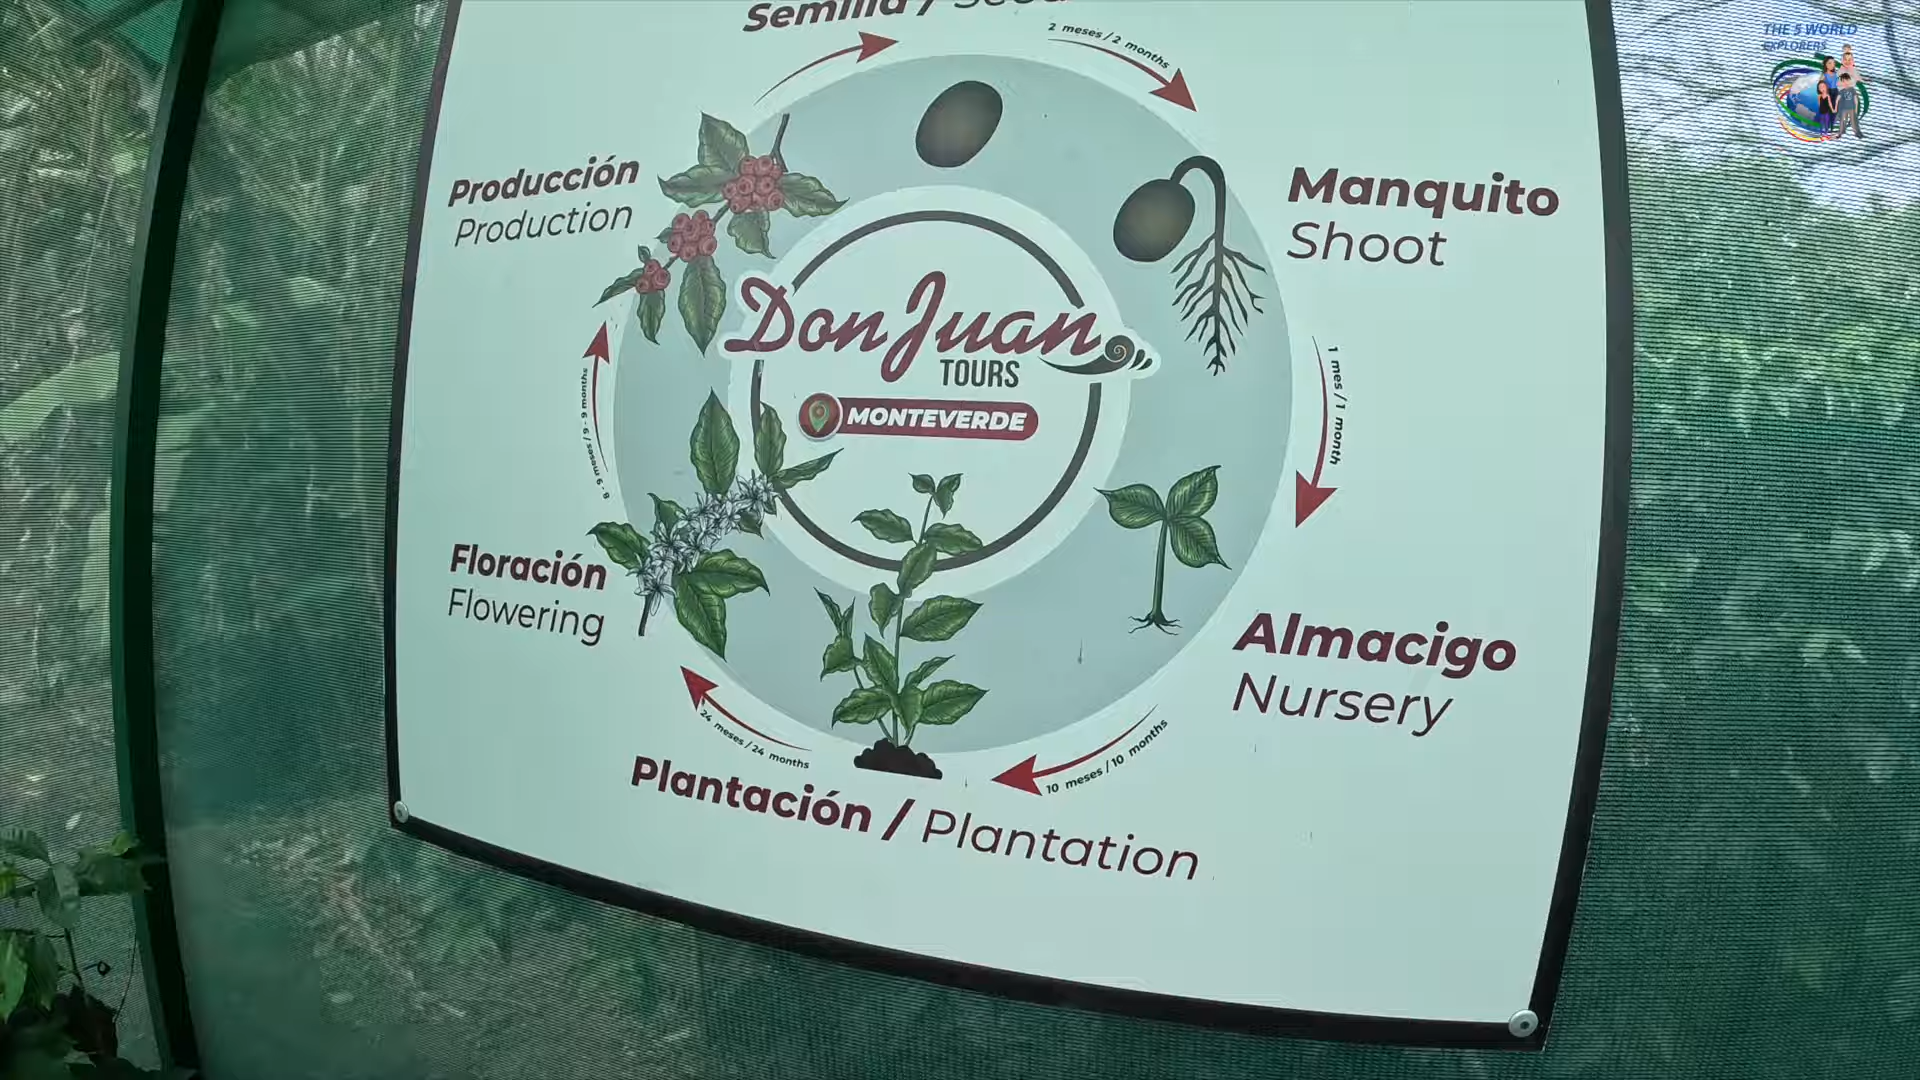 Semilla / Seed
2 meses / 2 months
Manquito
Shoot
1 mes / 1 month
Almacigo
Nursery
10 meses / 10 months
Plantación / Plantation
24 meses / 24 months
Floración
Flowering
8 - 9 meses / 9 - 9 months
Producción
Production
Don Juan
TOURS
MONTEVERDE
THE 5 WORLD
EXPLORERS